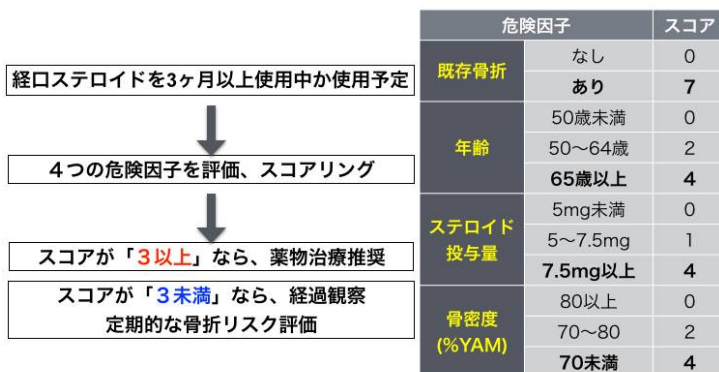 経口ステロイドを3ヶ月以上使用中か使用予定
４つの危険因子を評価、スコアリング
スコアが「３以上」なら、薬物治療推奨
スコアが「３未満」なら、経過観察
定期的な骨折リスク評価
危険因子 スコア
既存骨折
なし 0
あり 7
年齢
50歳未満 0
50〜64歳 2
65歳以上 4
ステロイド
投与量
5mg未満 0
5〜7.5mg 1
7.5mg以上 4
骨密度
(%YAM)
80以上 0
70〜80 2
70未満 4